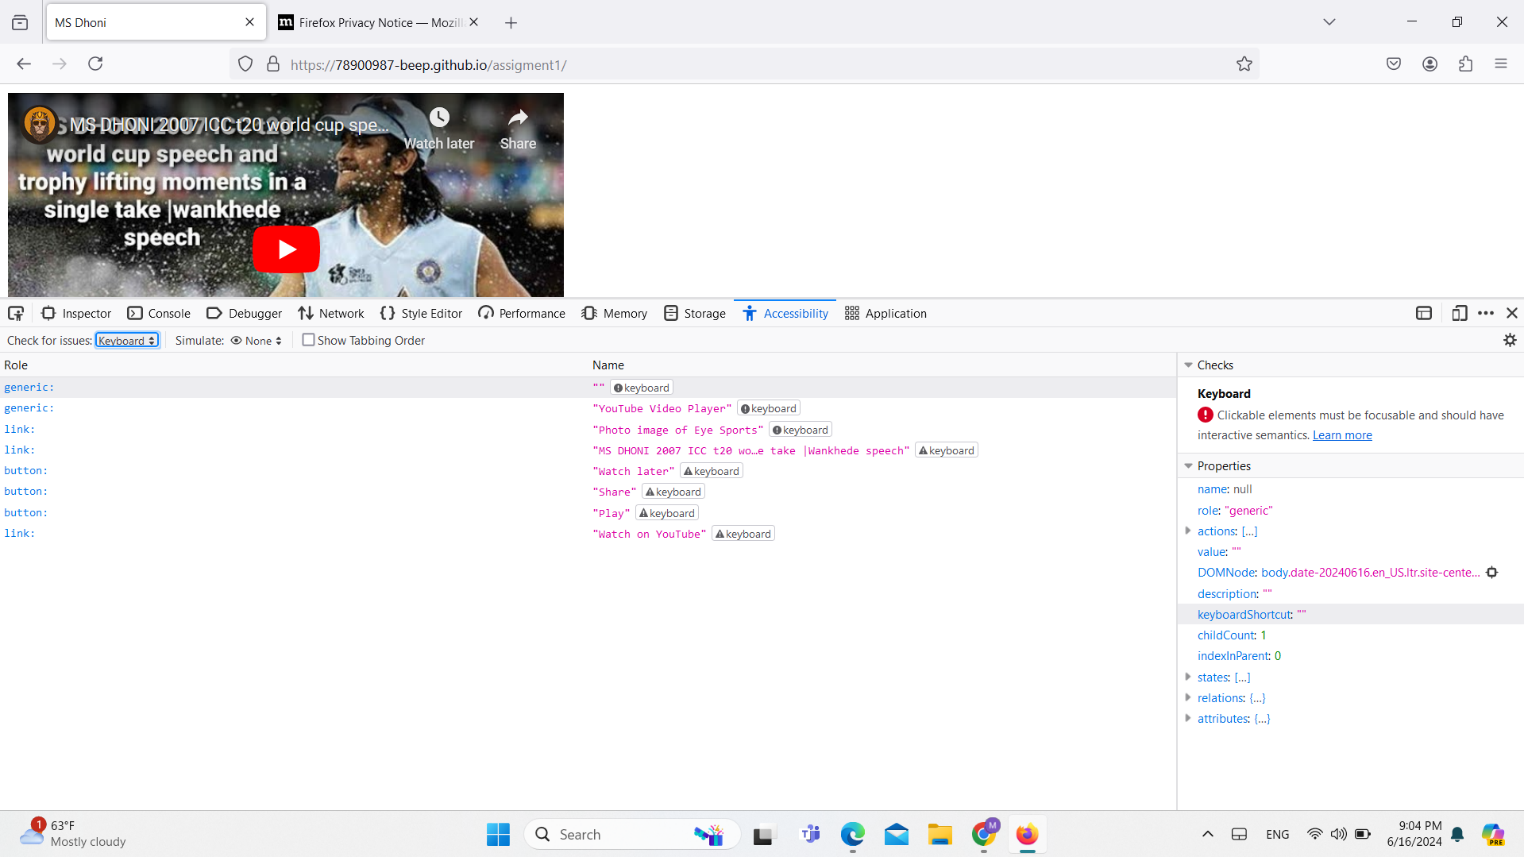 MS Dhoni
m Firefox Privacy Notice — Mozill
https://78900987-beep.github.io/assigment1/
MS DHONI 2007 ICC t20 world cup spe...
Watch later
Share
world cup speech and
trophy lifting moments in a
single take |wankhede
speech
Inspector Console Debugger Network {} Style Editor Performance Memory Storage Accessibility Application
Check for issues: Keyboard Simulate: None Show Tabbing Order
Role Name
generic: "" keyboard
generic: "YouTube Video Player" keyboard
link: "Photo image of Eye Sports" keyboard
link: "MS DHONI 2007 ICC t20 wo…e take |Wankhede speech" keyboard
button: "Watch later" keyboard
button: "Share" keyboard
button: "Play" keyboard
link: "Watch on YouTube" keyboard
Checks
Keyboard
Clickable elements must be focusable and should have
interactive semantics. Learn more
Properties
name: null
role: "generic"
actions: […]
value: ""
DOMNode: body.date-20240616.en_US.ltr.site-cente…
description: ""
keyboardShortcut: ""
childCount: 1
indexInParent: 0
states: […]
relations: {…}
attributes: {…}
1
63°F
Mostly cloudy
Search
M
ENG
9:04 PM
6/16/2024
PRE